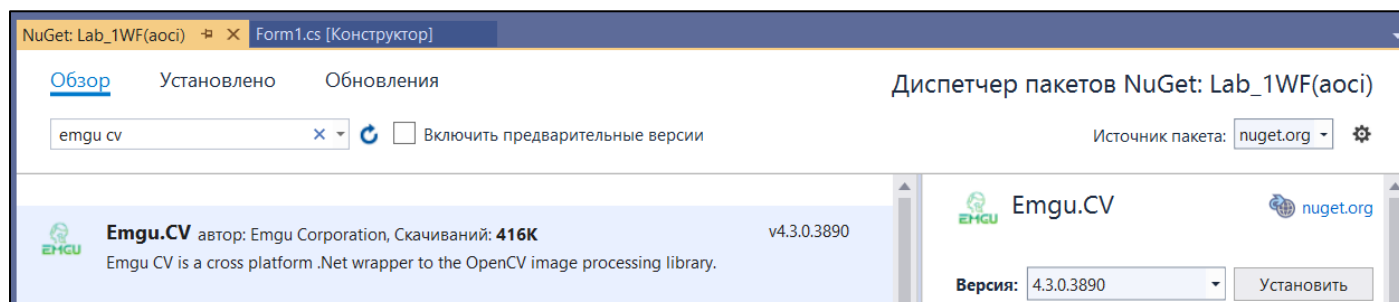 NuGet: Lab_1WF(aoci) Form1.cs [Конструктор]
Обзор Установлено Обновления
Диспетчер пакетов NuGet: Lab_1WF(aoci)
emgu cv Включить предварительные версии
Источник пакета: nuget.org
EMGU Emgu.CV автор: Emgu Corporation, Скачиваний: 416K v4.3.0.3890
Emgu CV is a cross platform .Net wrapper to the OpenCV image processing library.
EMGU Emgu.CV nuget.org
Версия: 4.3.0.3890 Установить